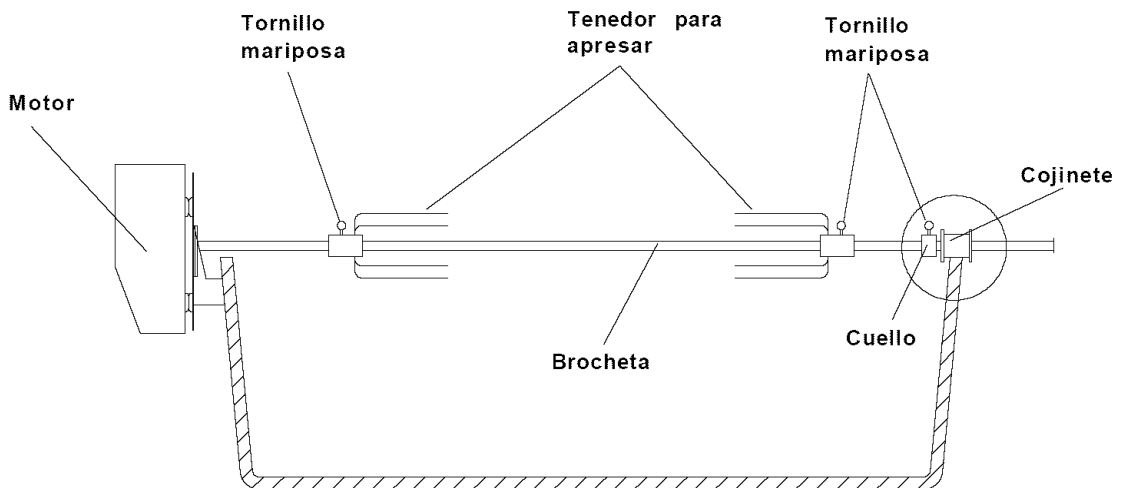 Tornillo
mariposa
Tenedor para
apresar
Tornillo
mariposa
Motor
Cojinete
Cuello
Brocheta